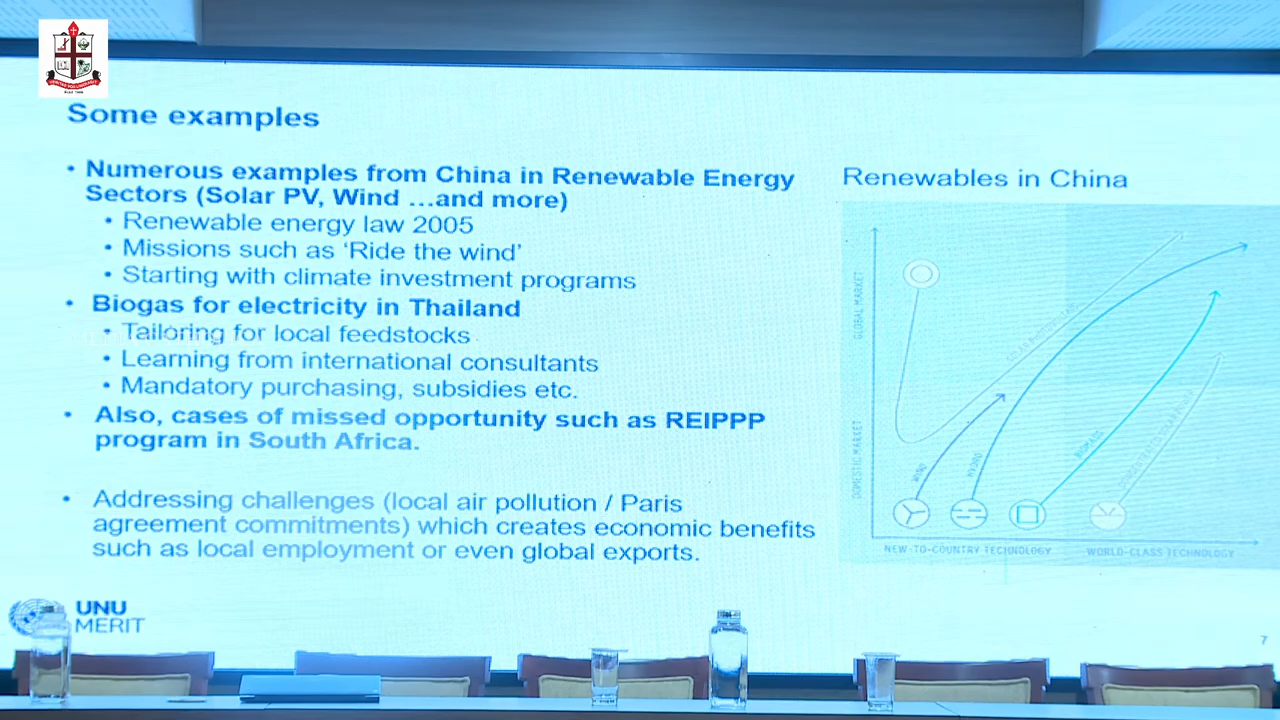 Some examples
• Numerous examples from China in Renewable Energy
Sectors (Solar PV, Wind ...and more)
• Renewable energy law 2005
• Missions such as ‘Ride the wind’
• Starting with climate investment programs
• Biogas for electricity in Thailand
• Tailoring for local feedstocks
• Learning from international consultants
• Mandatory purchasing, subsidies etc.
• Also, cases of missed opportunity such as REIPPP
program in South Africa.
• Addressing challenges (local air pollution / Paris
agreement commitments) which creates economic benefits
such as local employment or even global exports.
Renewables in China
GLOBAL MARKET
DOMESTIC MARKET
WIND
HYDRO
BIOMASS
NEW-TO-COUNTRY TECHNOLOGY
WORLD-CLASS TECHNOLOGY
UNU
MERIT
7